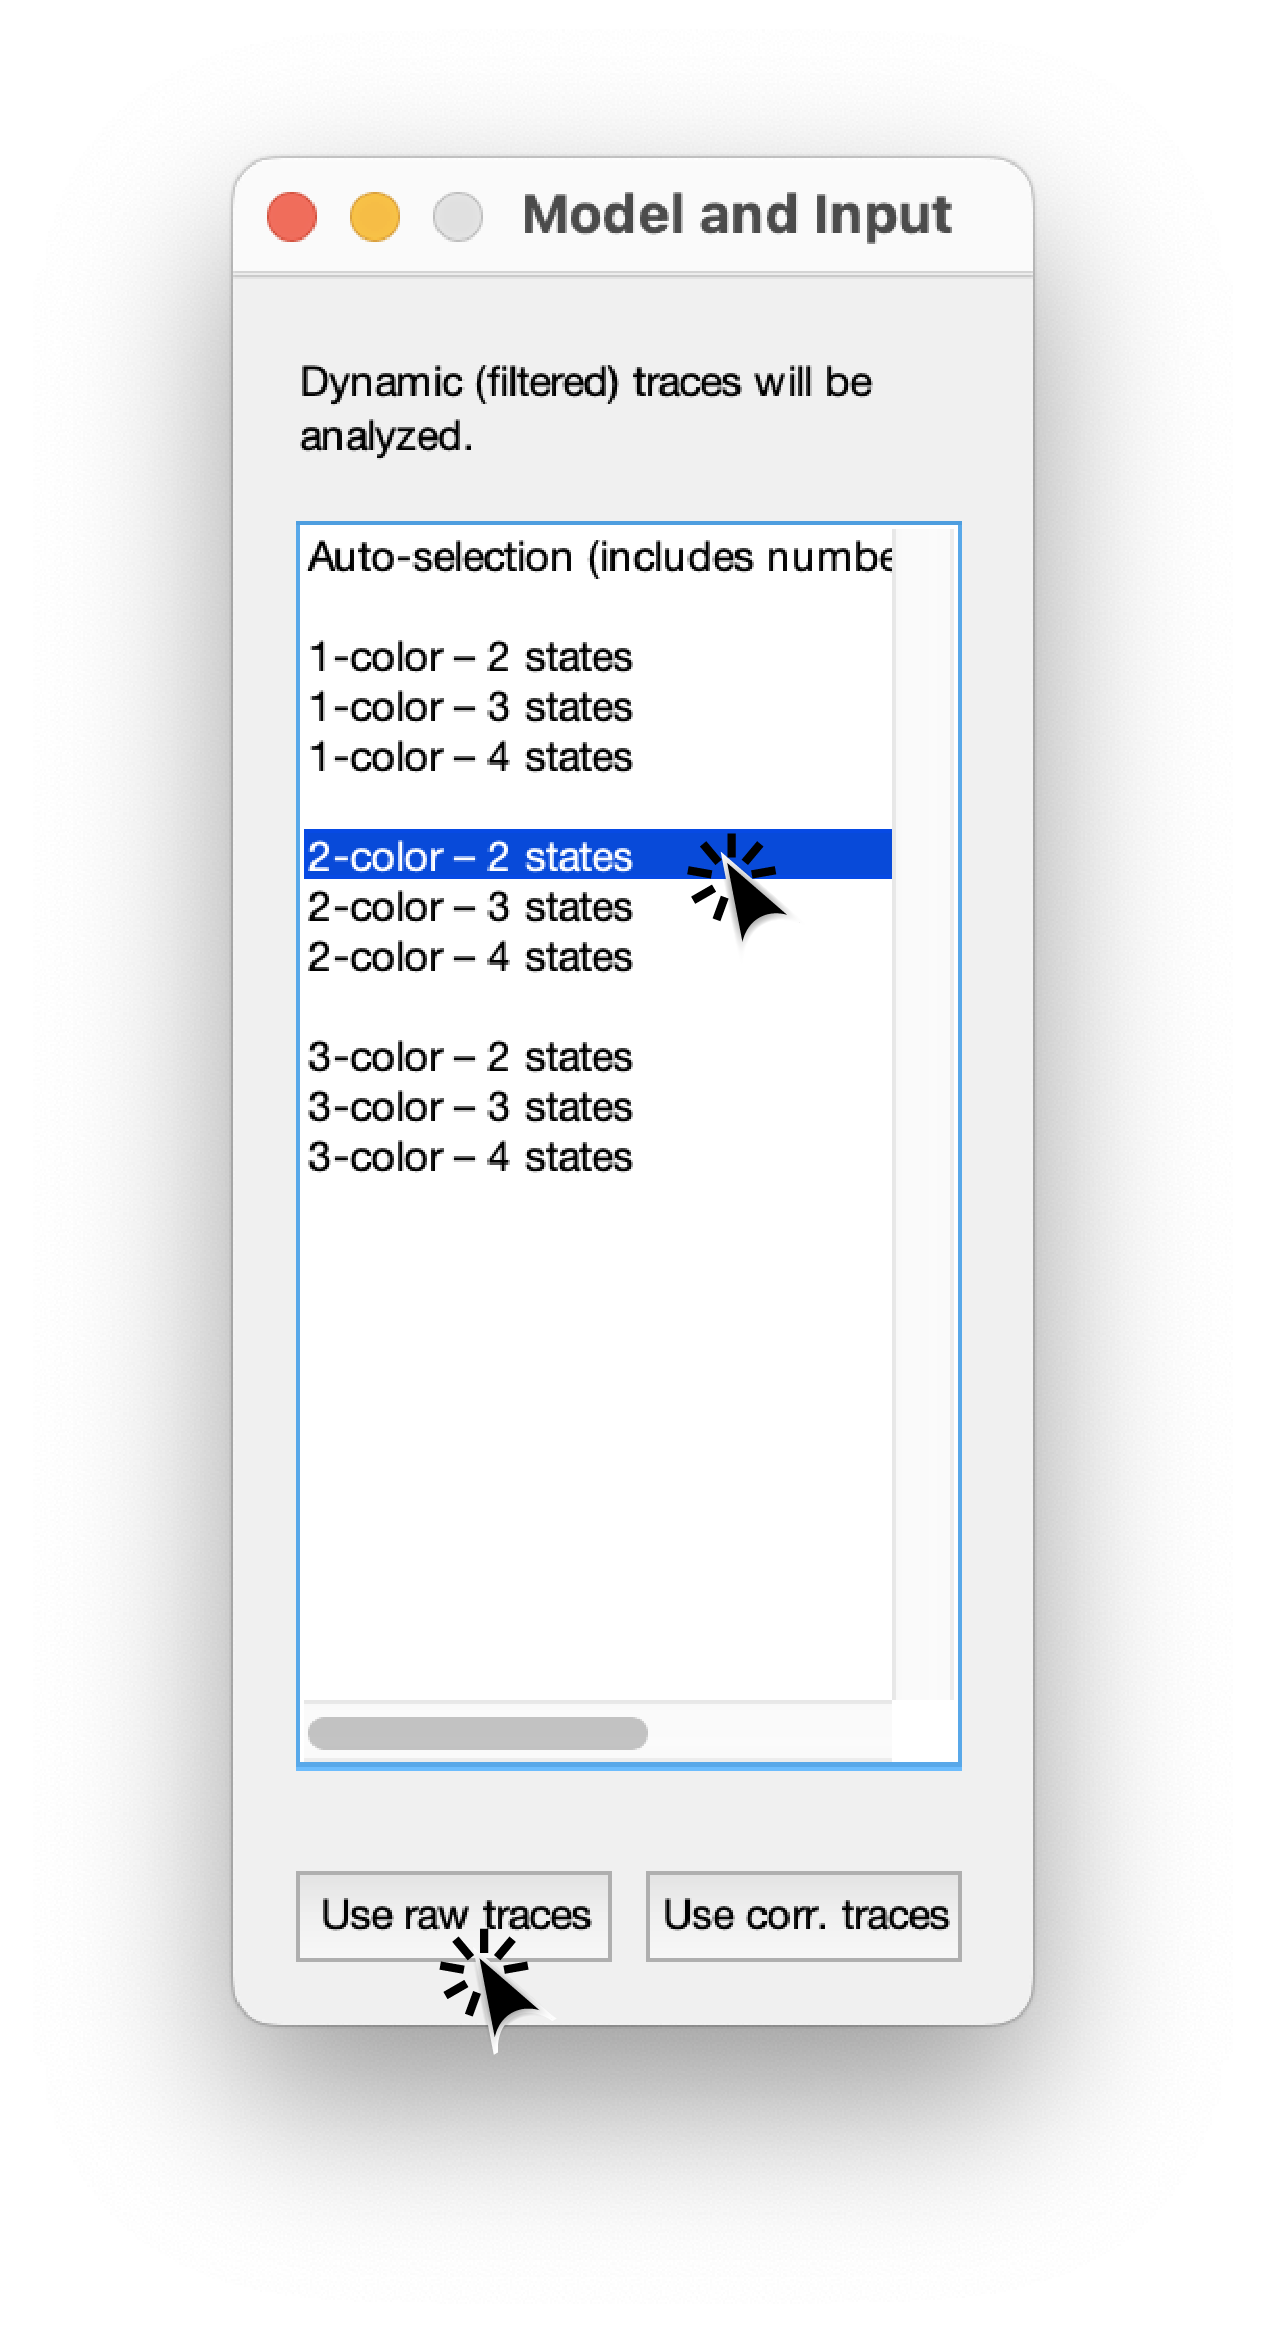 Model and Input
Dynamic (filtered) traces will be
analyzed.
Auto-selection (includes numbe
1-color – 2 states
1-color – 3 states
1-color – 4 states
2-color – 2 states
2-color – 3 states
2-color – 4 states
3-color – 2 states
3-color – 3 states
3-color – 4 states
Use raw traces
Use corr. traces